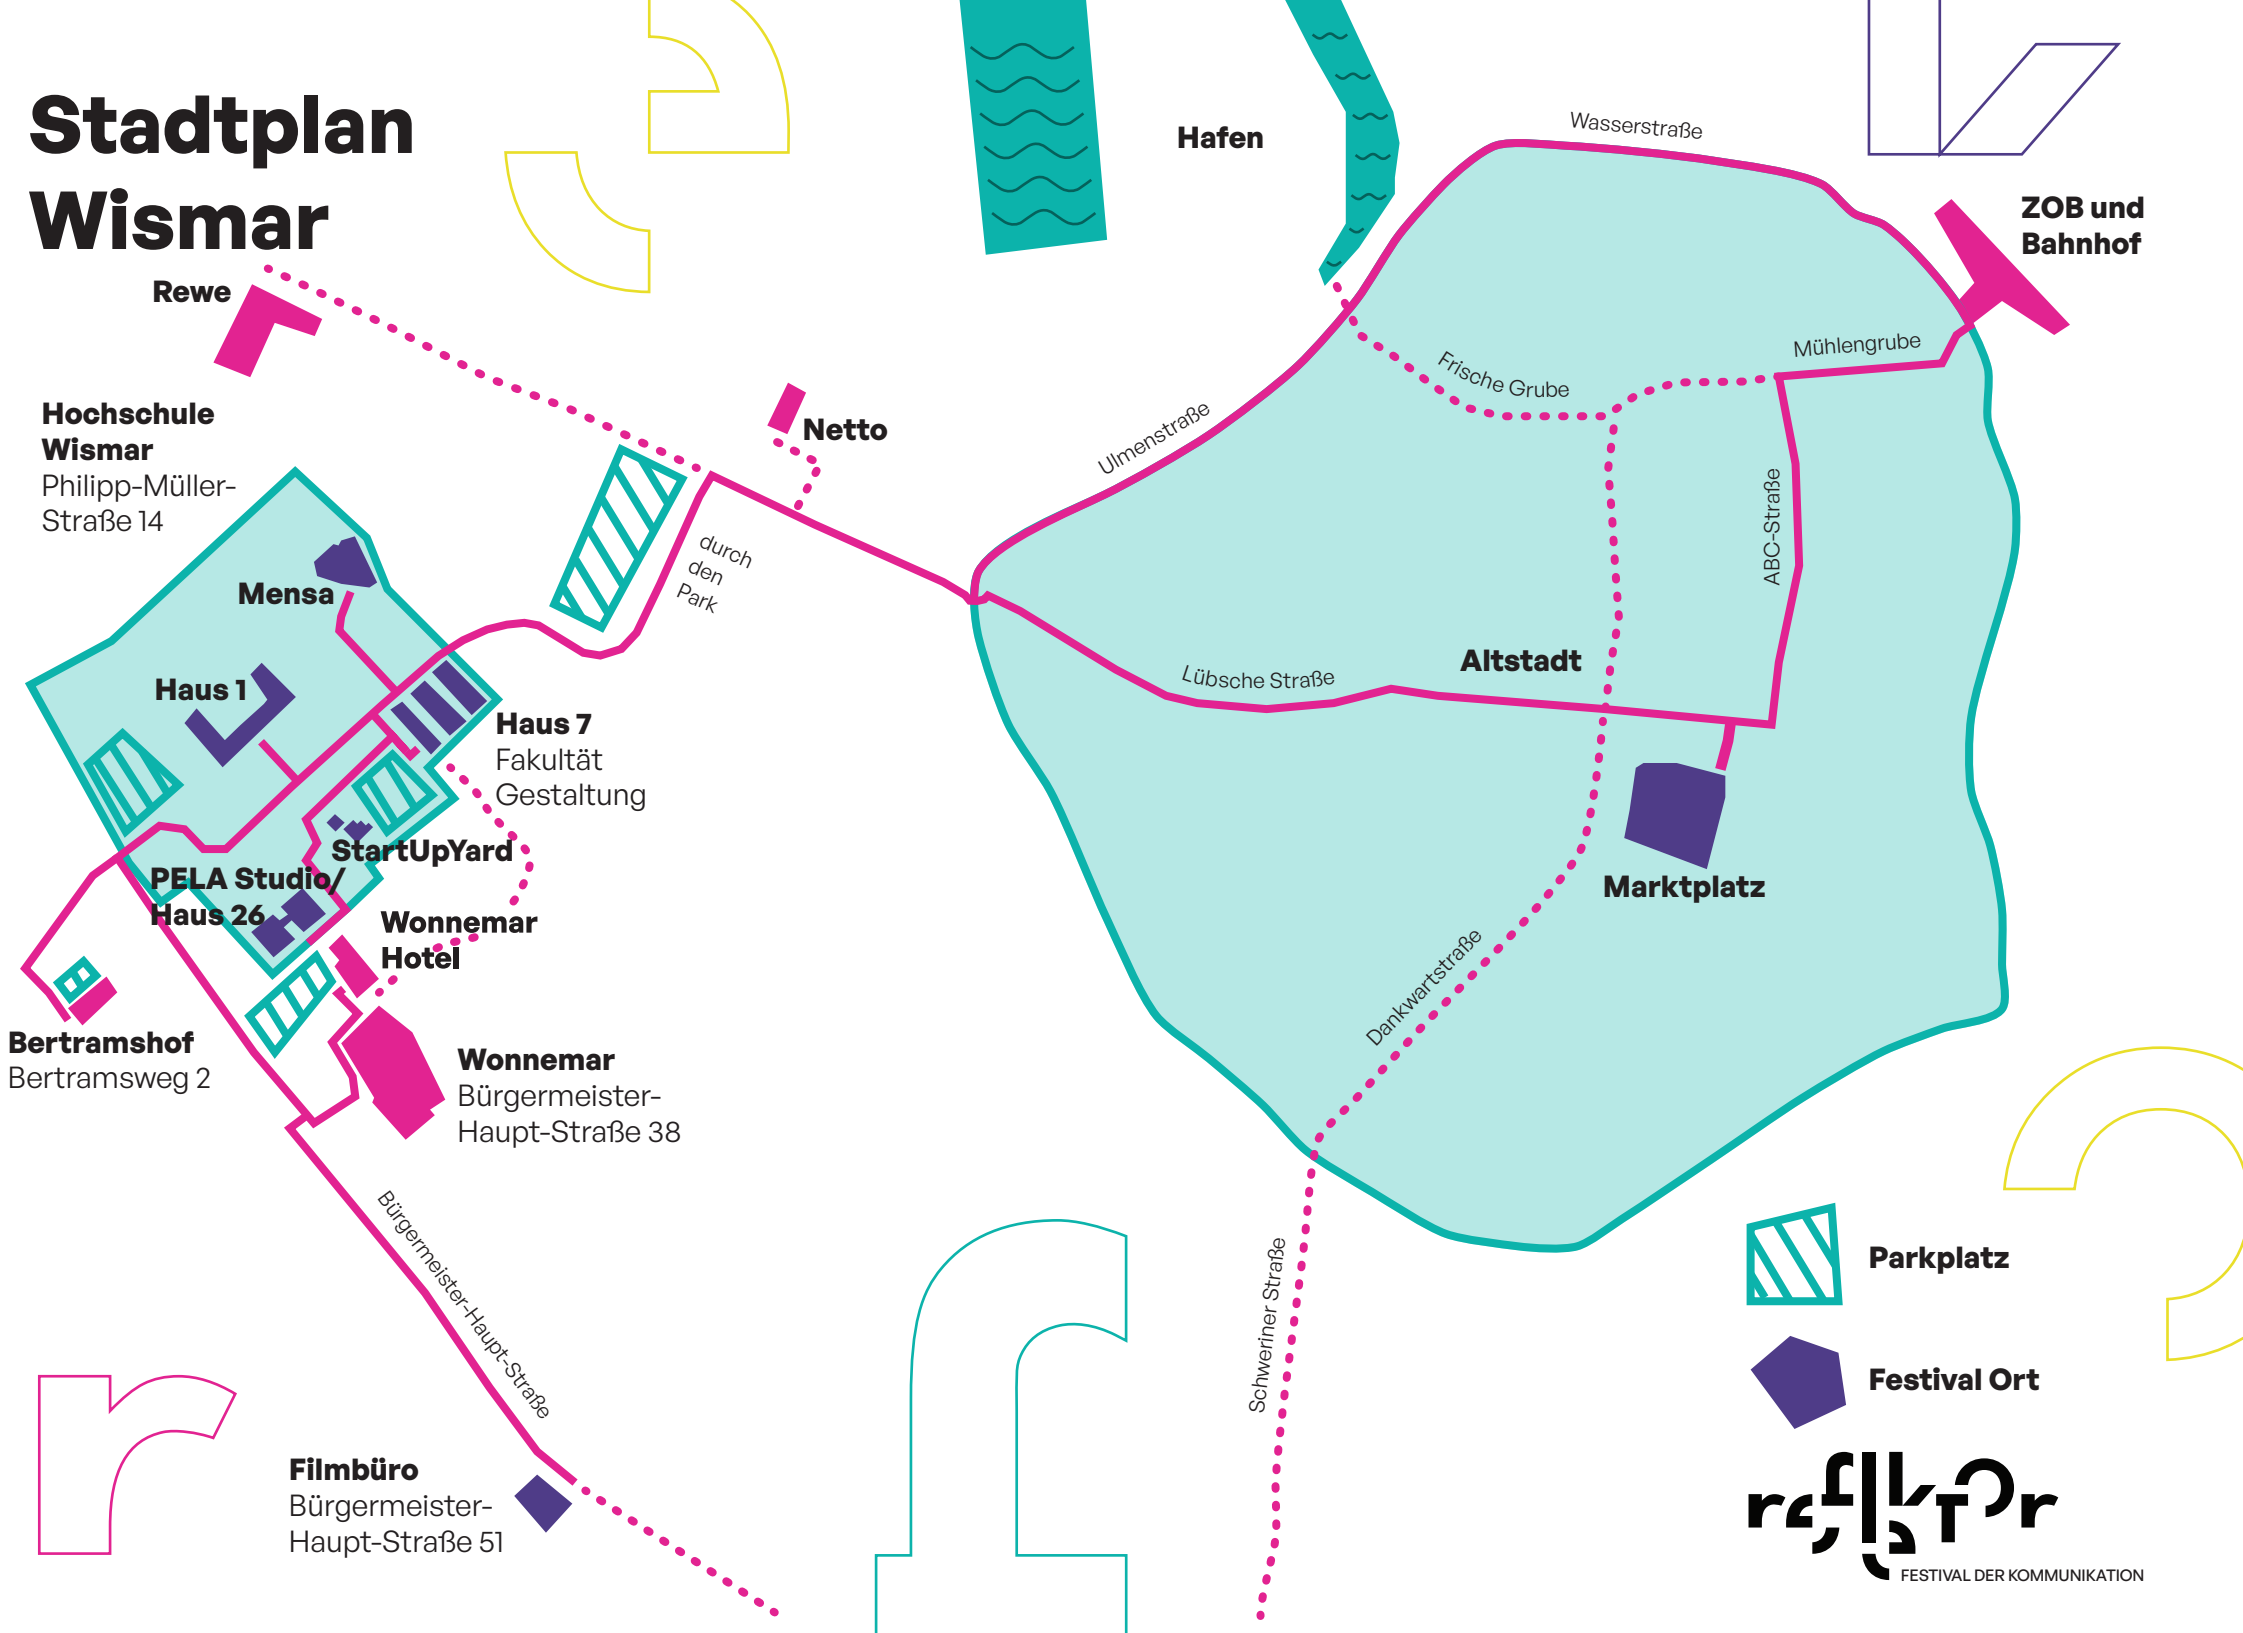 Stadtplan
Wismar
Hafen
Wasserstraße
ZOB und
Bahnhof
Rewe
Mühlengrube
Frische Grube
Netto
Ulmenstraße
Hochschule
Wismar
Philipp-Müller-
Straße 14
durch
den
Park
ABC-Straße
Mensa
Altstadt
Lübsche Straße
Haus 1
Haus 7
Fakultät
Gestaltung
StartUpYard
PELA Studio/
Haus 26
Marktplatz
Wonnemar
Hotel
Dankwartstraße
Bertramshof
Bertramsweg 2
Wonnemar
Bürgermeister-
Haupt-Straße 38
Bürgermeister-Haupt-Straße
Schweriner Straße
Parkplatz
Festival Ort
Filmbüro
Bürgermeister-
Haupt-Straße 51
reflektor
FESTIVAL DER KOMMUNIKATION